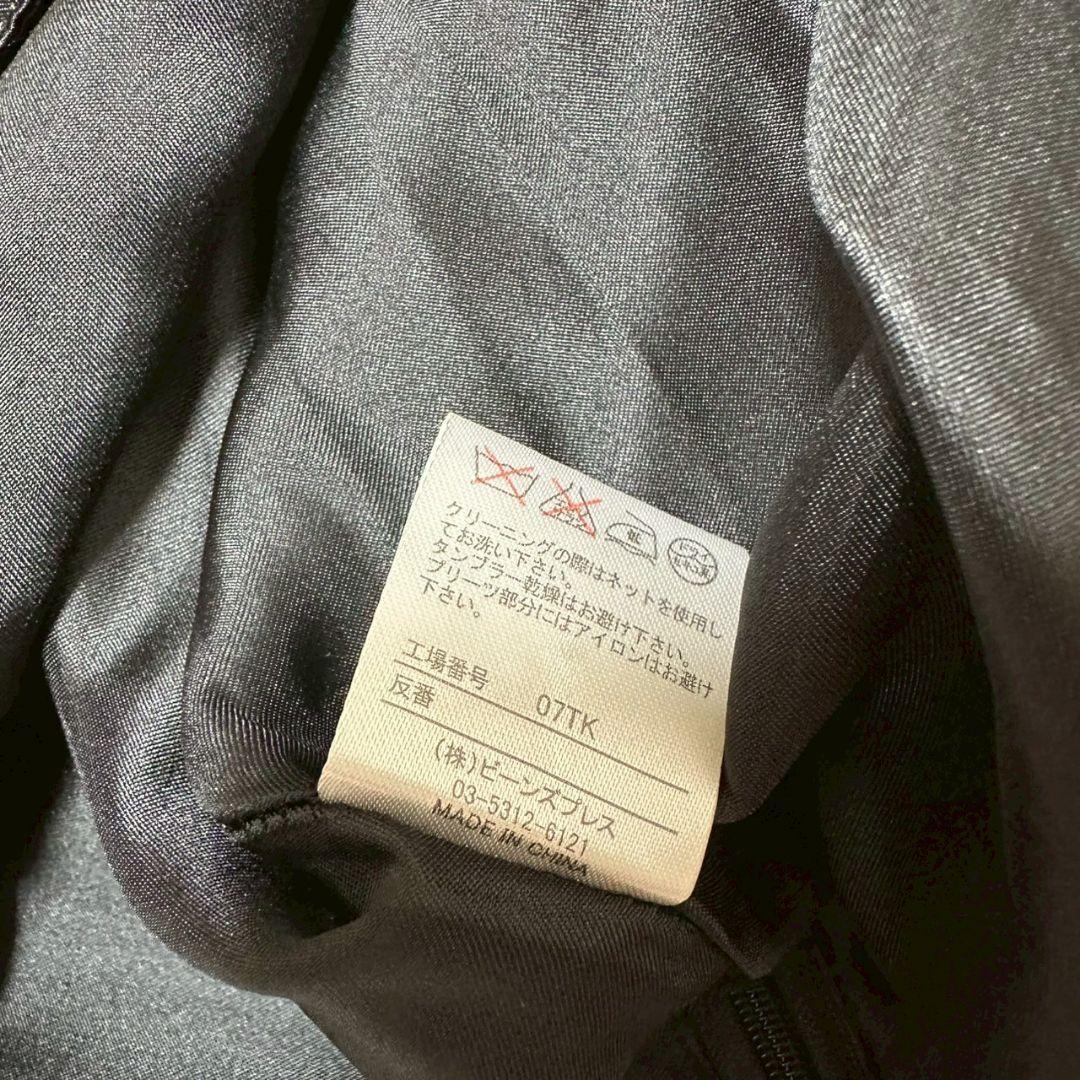 クリーニングの際はネットを使用し
てお洗い下さい。
タンブラー乾燥はお避け下さい。
プリーツ部分にはアイロンはお避け
下さい。
工場番号 07TK
反番
(株)ビーンズプレス
03-5312-6121
MADE IN CHINA